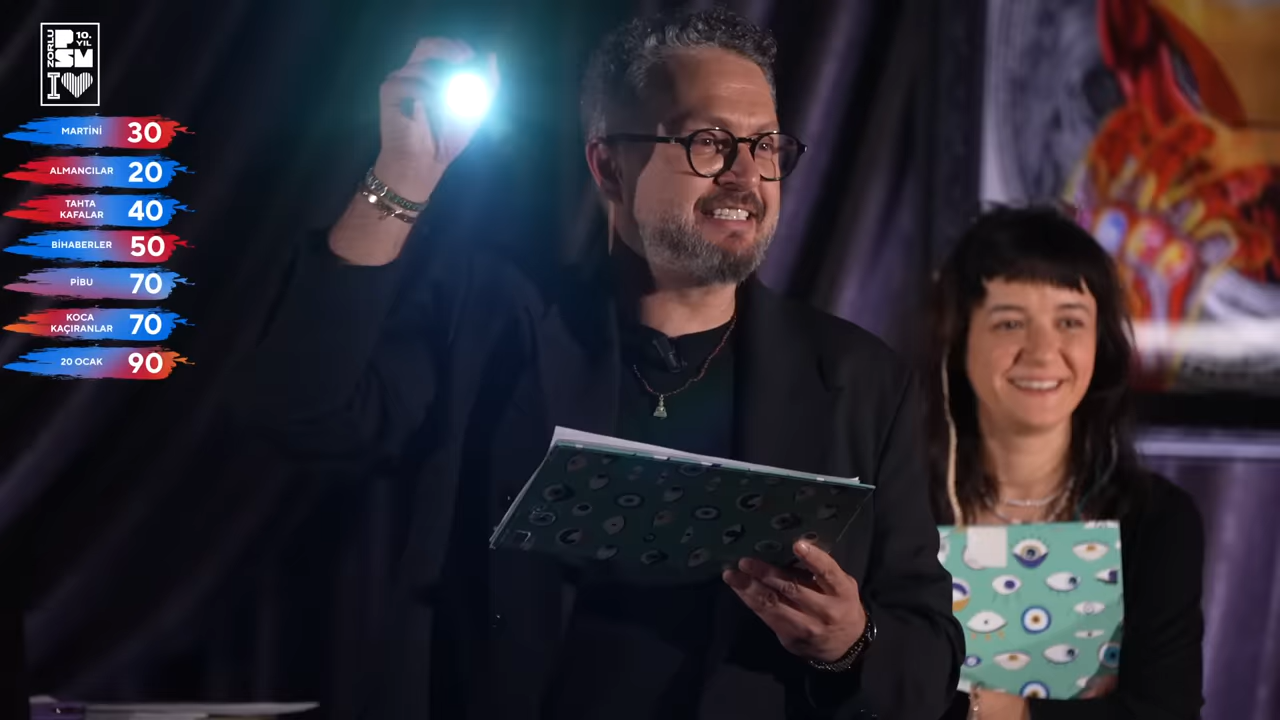 ZORLU
PSM
10.
YIL
I
MARTİNİ 30
ALMANCILAR 20
TAHTA
KAFALAR 40
BİHABERLER 50
PİBU 70
KOCA
KAÇIRANLAR 70
20 OCAK 90